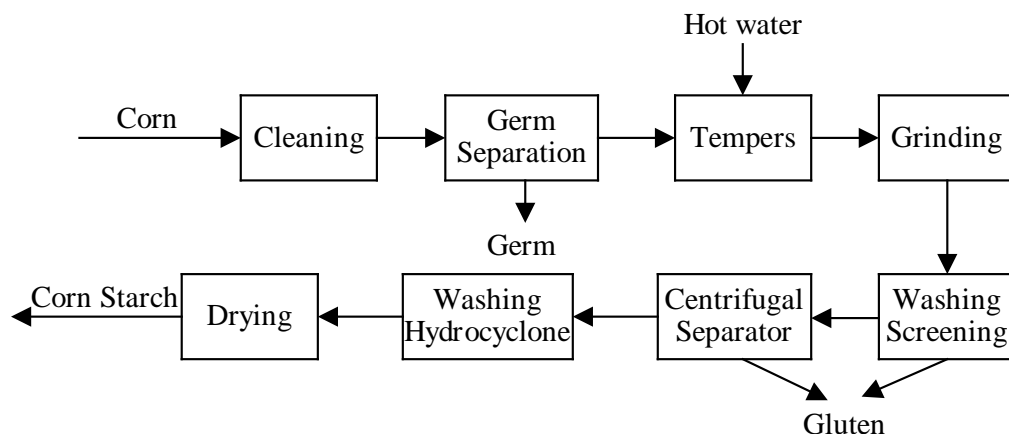 Hot water
Corn
Cleaning
Germ
Separation
Tempers
Grinding
Germ
Corn Starch
Drying
Washing
Hydrocyclone
Centrifugal
Separator
Washing
Screening
Gluten